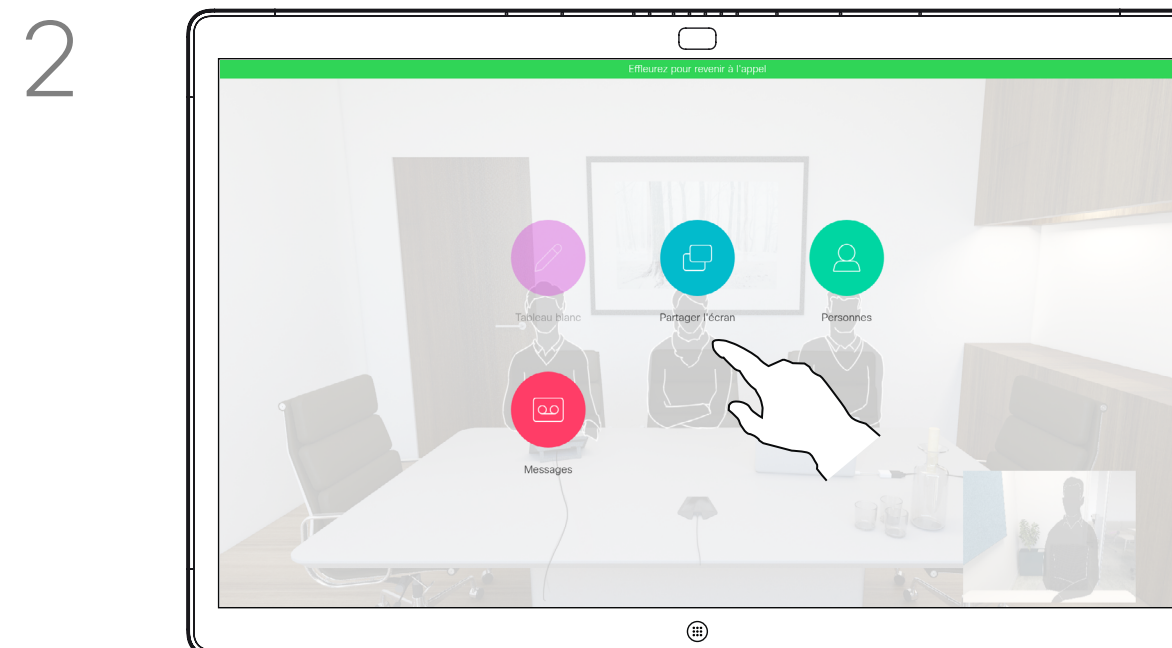 2
Effleurez pour revenir à l'appel
Tableau blanc
Partager l'écran
Personnes
Messages